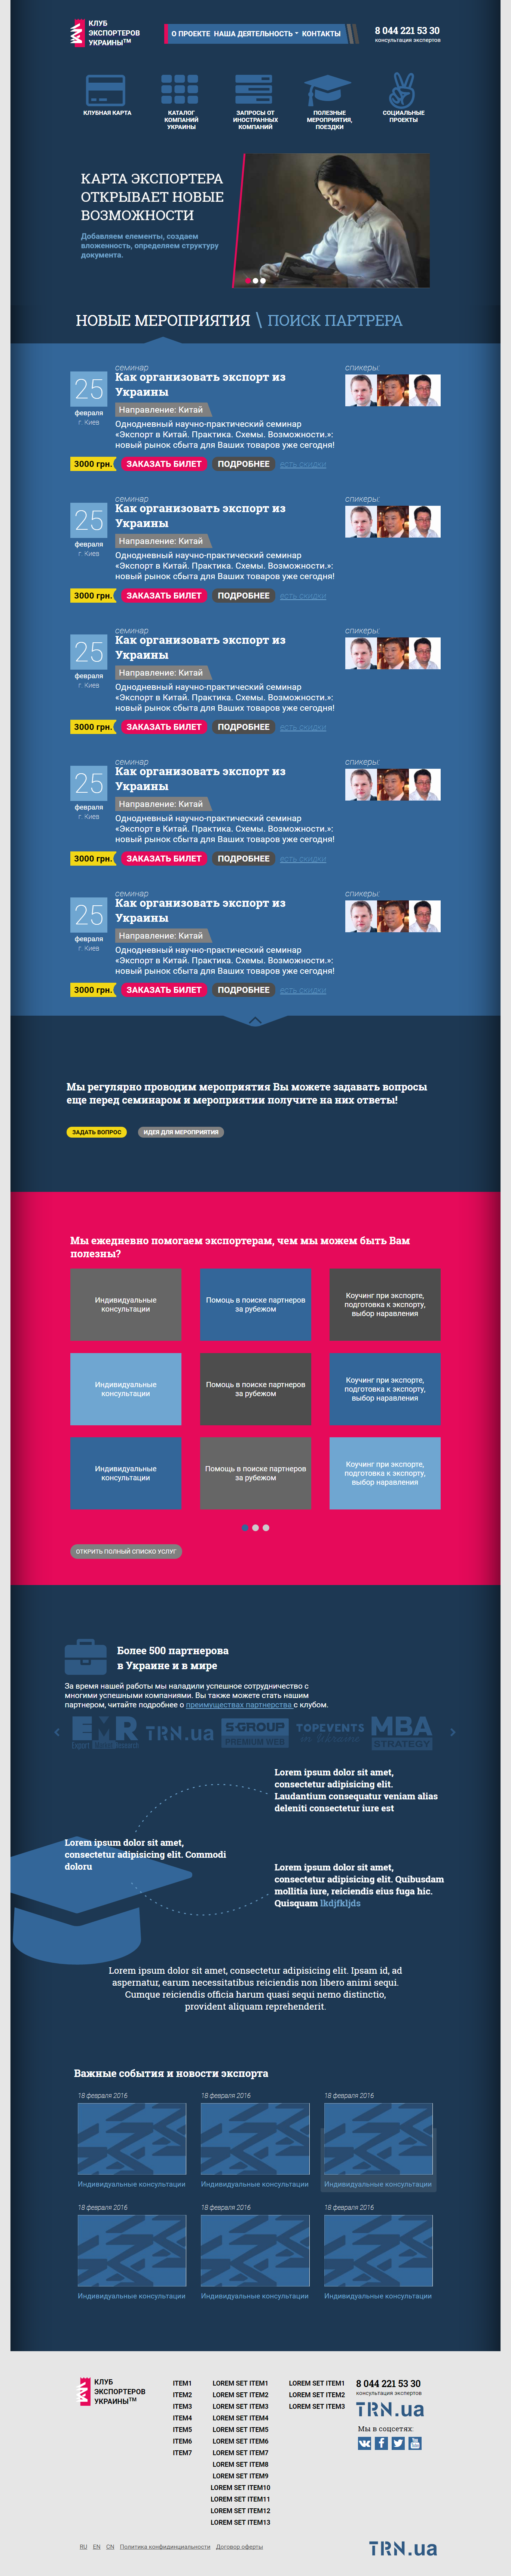 КЛУБ
ЭКСПОРТЕРОВ
УКРАИНЫ™
О ПРОЕКТЕ НАША ДЕЯТЕЛЬНОСТЬ КОНТАКТЫ
8 044 221 53 30
консультация экспертов
КЛУБНАЯ КАРТА
КАТАЛОГ
КОМПАНИЙ
УКРАИНЫ
ЗАПРОСЫ ОТ
ИНОСТРАННЫХ
КОМПАНИЙ
ПОЛЕЗНЫЕ
МЕРОПРИЯТИЯ,
ПОЕЗДКИ
СОЦИАЛЬНЫЕ
ПРОЕКТЫ
КАРТА ЭКСПОРТЕРА
ОТКРЫВАЕТ НОВЫЕ
ВОЗМОЖНОСТИ
Добавляем елементы, создаем
вложенность, определяем структуру
документа.
НОВЫЕ МЕРОПРИЯТИЯ \ ПОИСК ПАРТРЕРА
25
февраля
г. Киев
семинар
Как организовать экспорт из
Украины
Направление: Китай
Однодневный научно-практический семинар
«Экспорт в Китай. Практика. Схемы. Возможности.»:
новый рынок сбыта для Ваших товаров уже сегодня!
спикеры:
3000 грн. ЗАКАЗАТЬ БИЛЕТ ПОДРОБНЕЕ есть скидки
25
февраля
г. Киев
семинар
Как организовать экспорт из
Украины
Направление: Китай
Однодневный научно-практический семинар
«Экспорт в Китай. Практика. Схемы. Возможности.»:
новый рынок сбыта для Ваших товаров уже сегодня!
спикеры:
3000 грн. ЗАКАЗАТЬ БИЛЕТ ПОДРОБНЕЕ есть скидки
25
февраля
г. Киев
семинар
Как организовать экспорт из
Украины
Направление: Китай
Однодневный научно-практический семинар
«Экспорт в Китай. Практика. Схемы. Возможности.»:
новый рынок сбыта для Ваших товаров уже сегодня!
спикеры:
3000 грн. ЗАКАЗАТЬ БИЛЕТ ПОДРОБНЕЕ есть скидки
25
февраля
г. Киев
семинар
Как организовать экспорт из
Украины
Направление: Китай
Однодневный научно-практический семинар
«Экспорт в Китай. Практика. Схемы. Возможности.»:
новый рынок сбыта для Ваших товаров уже сегодня!
спикеры:
3000 грн. ЗАКАЗАТЬ БИЛЕТ ПОДРОБНЕЕ есть скидки
25
февраля
г. Киев
семинар
Как организовать экспорт из
Украины
Направление: Китай
Однодневный научно-практический семинар
«Экспорт в Китай. Практика. Схемы. Возможности.»:
новый рынок сбыта для Ваших товаров уже сегодня!
спикеры:
3000 грн. ЗАКАЗАТЬ БИЛЕТ ПОДРОБНЕЕ есть скидки
Мы регулярно проводим мероприятия Вы можете задавать вопросы
еще перед семинаром и мероприятии получите на них ответы!
ЗАДАТЬ ВОПРОС ИДЕЯ ДЛЯ МЕРОПРИЯТИЯ
Мы ежедневно помогаем экспортерам, чем мы можем быть Вам
полезны?
Индивидуальные
консультации
Помощь в поиске партнеров
за рубежом
Коучинг при экспорте,
подготовка к экспорту,
выбор наравления
Индивидуальные
консультации
Помощь в поиске партнеров
за рубежом
Коучинг при экспорте,
подготовка к экспорту,
выбор наравления
Индивидуальные
консультации
Помощь в поиске партнеров
за рубежом
Коучинг при экспорте,
подготовка к экспорту,
выбор наравления
ОТКРИТЬ ПОЛНЫЙ СПИСКО УСЛУГ
Более 500 партнерова
в Украине и в мире
За время нашей работы мы наладили успешное сотрудничество с
многими успешными компаниями. Вы также можете стать нашим
партнером, читайте подробнее о преимуществах партнерства с клубом.
EMR
TRN.ua
S·GROUP
PREMIUM WEB
TOPEVENTS
MBA
STRATEGY
Lorem ipsum dolor sit amet,
consectetur adipisicing elit.
Laudantium consequatur veniam alias
deleniti consectetur iure est
Lorem ipsum dolor sit amet,
consectetur adipisicing elit. Commodi
doloru
Lorem ipsum dolor sit amet,
consectetur adipisicing elit. Quibusdam
mollitia iure, reiciendis eius fuga hic.
Quisquam lkdjfkljds
Lorem ipsum dolor sit amet, consectetur adipisicing elit. Ipsam id, ad
aspernatur, earum necessitatibus reiciendis non libero animi sequi.
Cumque reiciendis officia harum quasi sequi nemo distinctio,
provident aliquam reprehenderit.
Важные события и новости экспорта
18 февраля 2016
Индивидуальные консультации
18 февраля 2016
Индивидуальные консультации
18 февраля 2016
Индивидуальные консультации
18 февраля 2016
Индивидуальные консультации
18 февраля 2016
Индивидуальные консультации
18 февраля 2016
Индивидуальные консультации
КЛУБ
ЭКСПОРТЕРОВ
УКРАИНЫ™
ITEM1
ITEM2
ITEM3
ITEM4
ITEM5
ITEM6
ITEM7
LOREM SET ITEM1
LOREM SET ITEM2
LOREM SET ITEM3
LOREM SET ITEM4
LOREM SET ITEM5
LOREM SET ITEM6
LOREM SET ITEM7
LOREM SET ITEM8
LOREM SET ITEM9
LOREM SET ITEM10
LOREM SET ITEM11
LOREM SET ITEM12
LOREM SET ITEM13
LOREM SET ITEM1
LOREM SET ITEM2
LOREM SET ITEM3
8 044 221 53 30
консультация экспертов
TRN.ua
Мы в соцсетях:
RU EN CN Политика конфидинциальности Договор оферты
TRN.ua